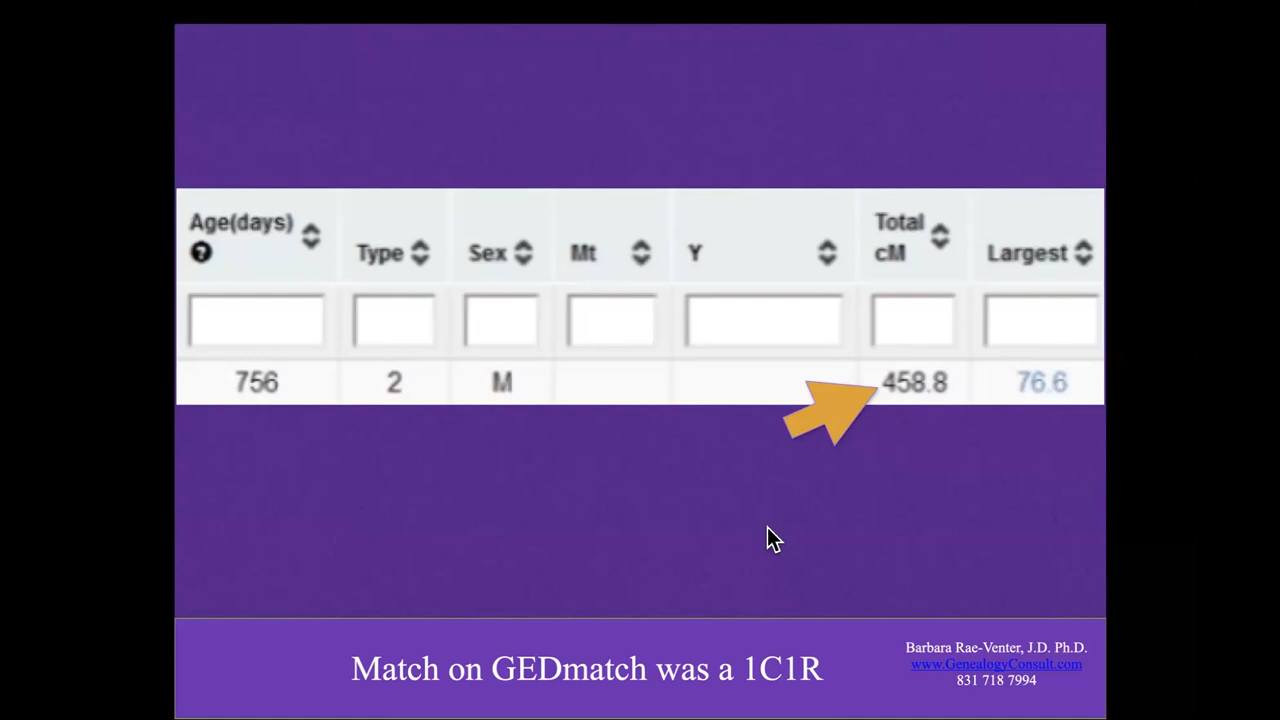 Age(days)
?
Type
Sex
Mt
Y
Total
cM
Largest
756 2 M 458.8 76.6
Match on GEDmatch was a 1C1R
Barbara Rae-Venter, J.D. Ph.D.
www.GenealogyConsult.com
831 718 7994